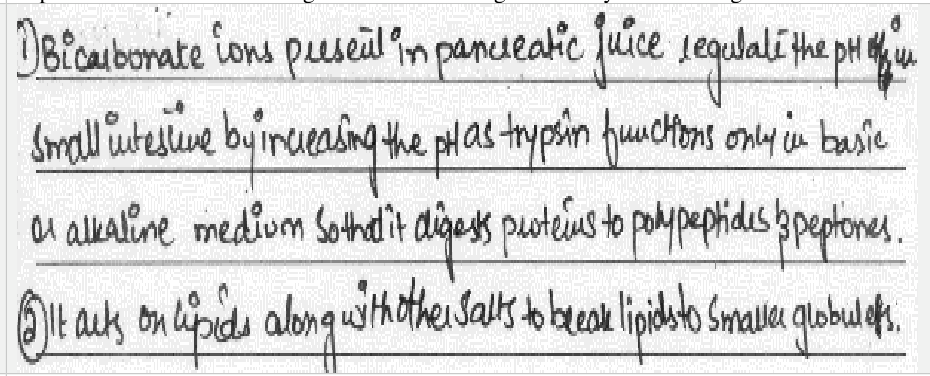 1) Bicarbonate ions present in pancreatic juice regulate the pH in
small intestine by increasing the pH as trypsin functions only in basic
or alkaline medium so that it digests proteins to polypeptides & peptones.
2) It acts on lipids along with other salts to break lipids to smaller globules.